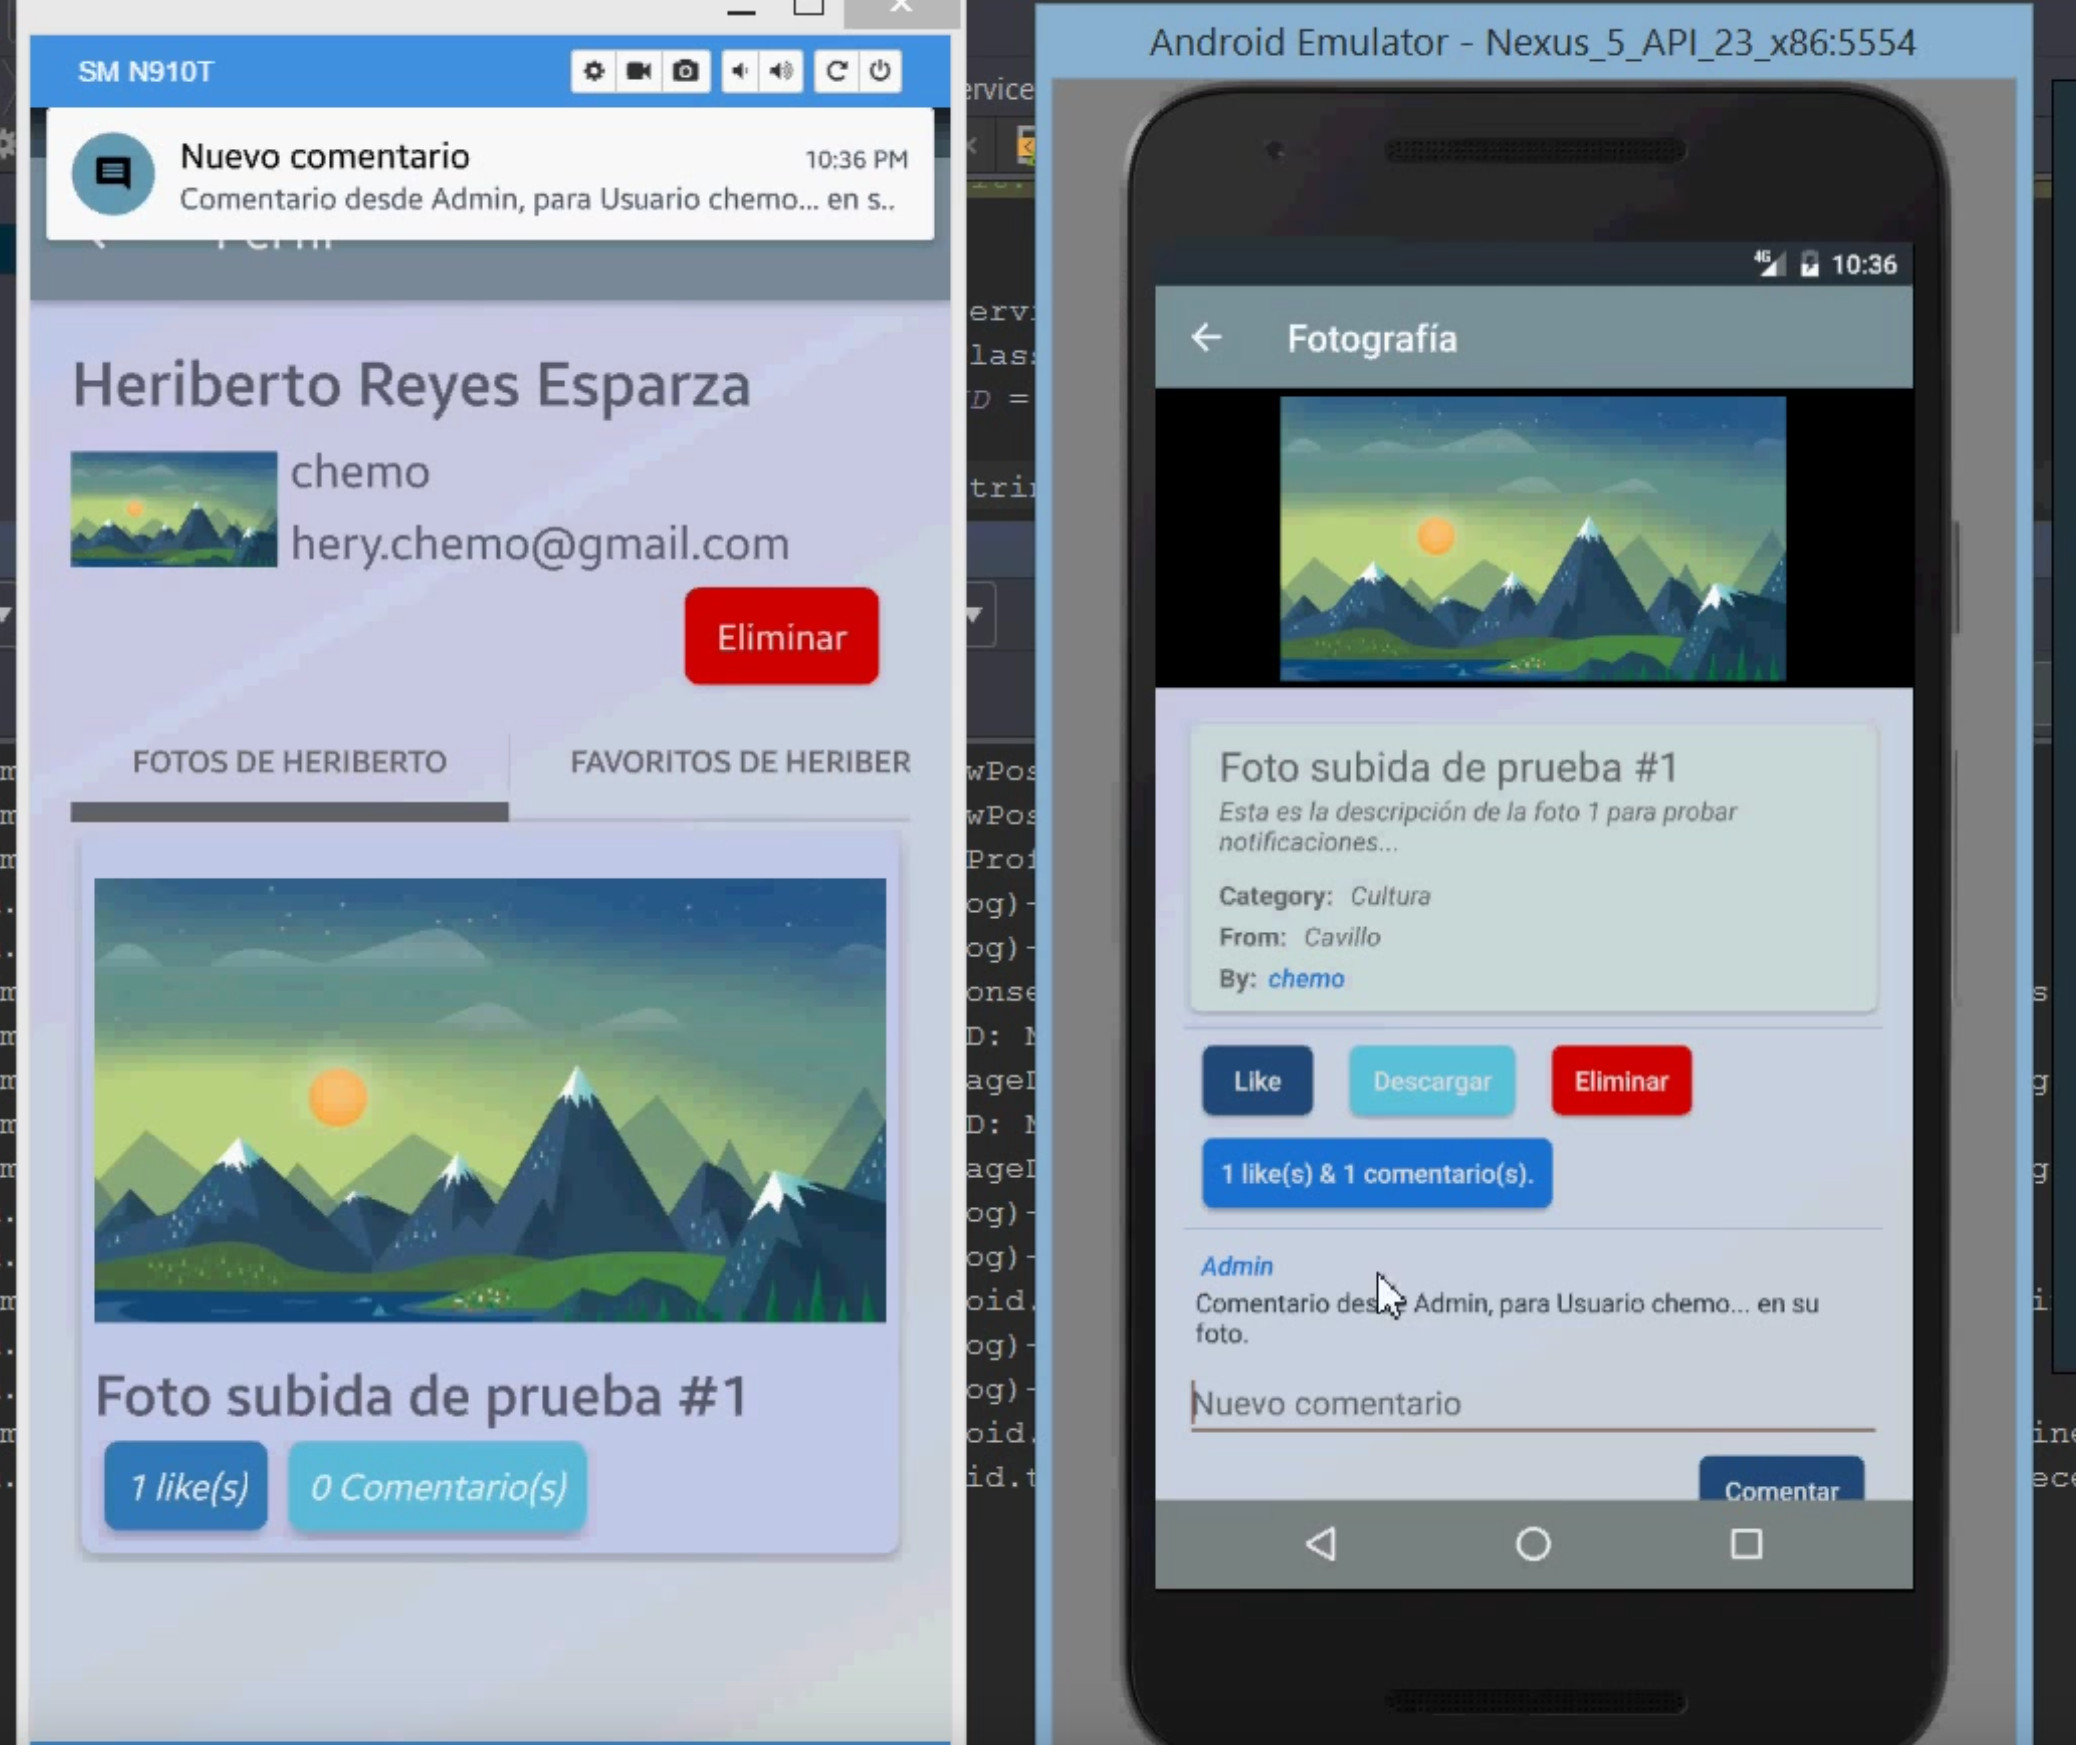 SM N910T
Nuevo comentario
10:36 PM
Comentario desde Admin, para Usuario chemo... en s..
Heriberto Reyes Esparza
chemo
hery.chemo@gmail.com
Eliminar
FOTOS DE HERIBERTO
FAVORITOS DE HERIBER
Foto subida de prueba #1
1 like(s)
0 Comentario(s)
Android Emulator - Nexus_5_API_23_x86:5554
4G
10:36
Fotografía
Foto subida de prueba #1
Esta es la descripción de la foto 1 para probar
notificaciones...
Category: Cultura
From: Cavillo
By: chemo
Like
Descargar
Eliminar
1 like(s) & 1 comentario(s).
Admin
Comentario desde Admin, para Usuario chemo... en su
foto.
Nuevo comentario
Comentar